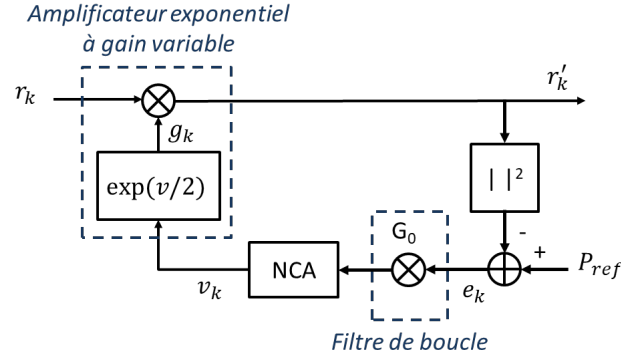 Amplificateur exponentiel
à gain variable
r_k
r'_k
g_k
exp(v/2)
| |²
G₀
-
+
NCA
P_ref
v_k
e_k
Filtre de boucle